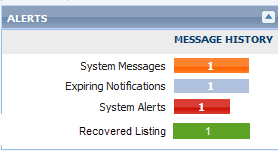 ALERTS
MESSAGE HISTORY
System Messages 1
Expiring Notifications 1
System Alerts 1
Recovered Listing 1